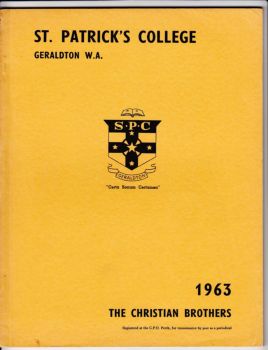 ST. PATRICK'S COLLEGE
GERALDTON W.A.
S·P·C
GERALDTON
"Certa Bonum Certamen"
1963
THE CHRISTIAN BROTHERS
Registered at the G.P.O. Perth, for transmission by post as a periodical